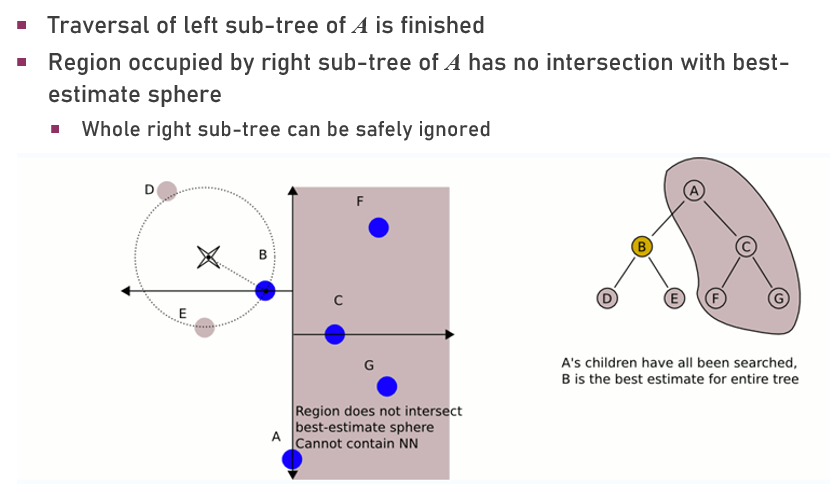 Traversal of left sub-tree of A is finished
Region occupied by right sub-tree of A has no intersection with best-
estimate sphere
Whole right sub-tree can be safely ignored
D
F
B
C
E
G
Region does not intersect
best-estimate sphere
Cannot contain NN
A
A
B
C
D
E
F
G
A's children have all been searched,
B is the best estimate for entire tree